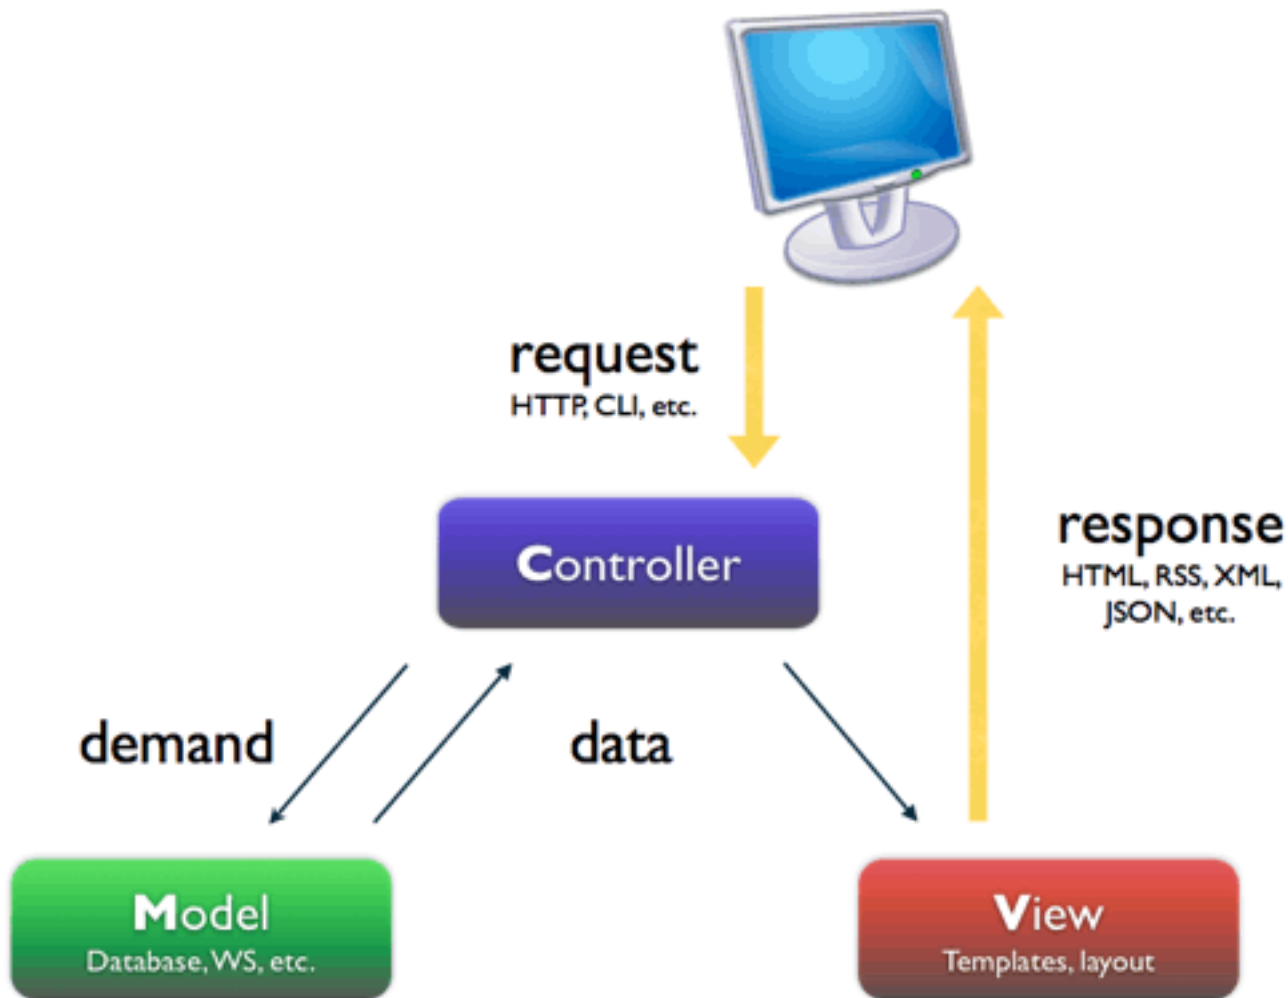 request
HTTP, CLI, etc.
Controller
response
HTML, RSS, XML,
JSON, etc.
demand
data
Model
Database, WS, etc.
View
Templates, layout